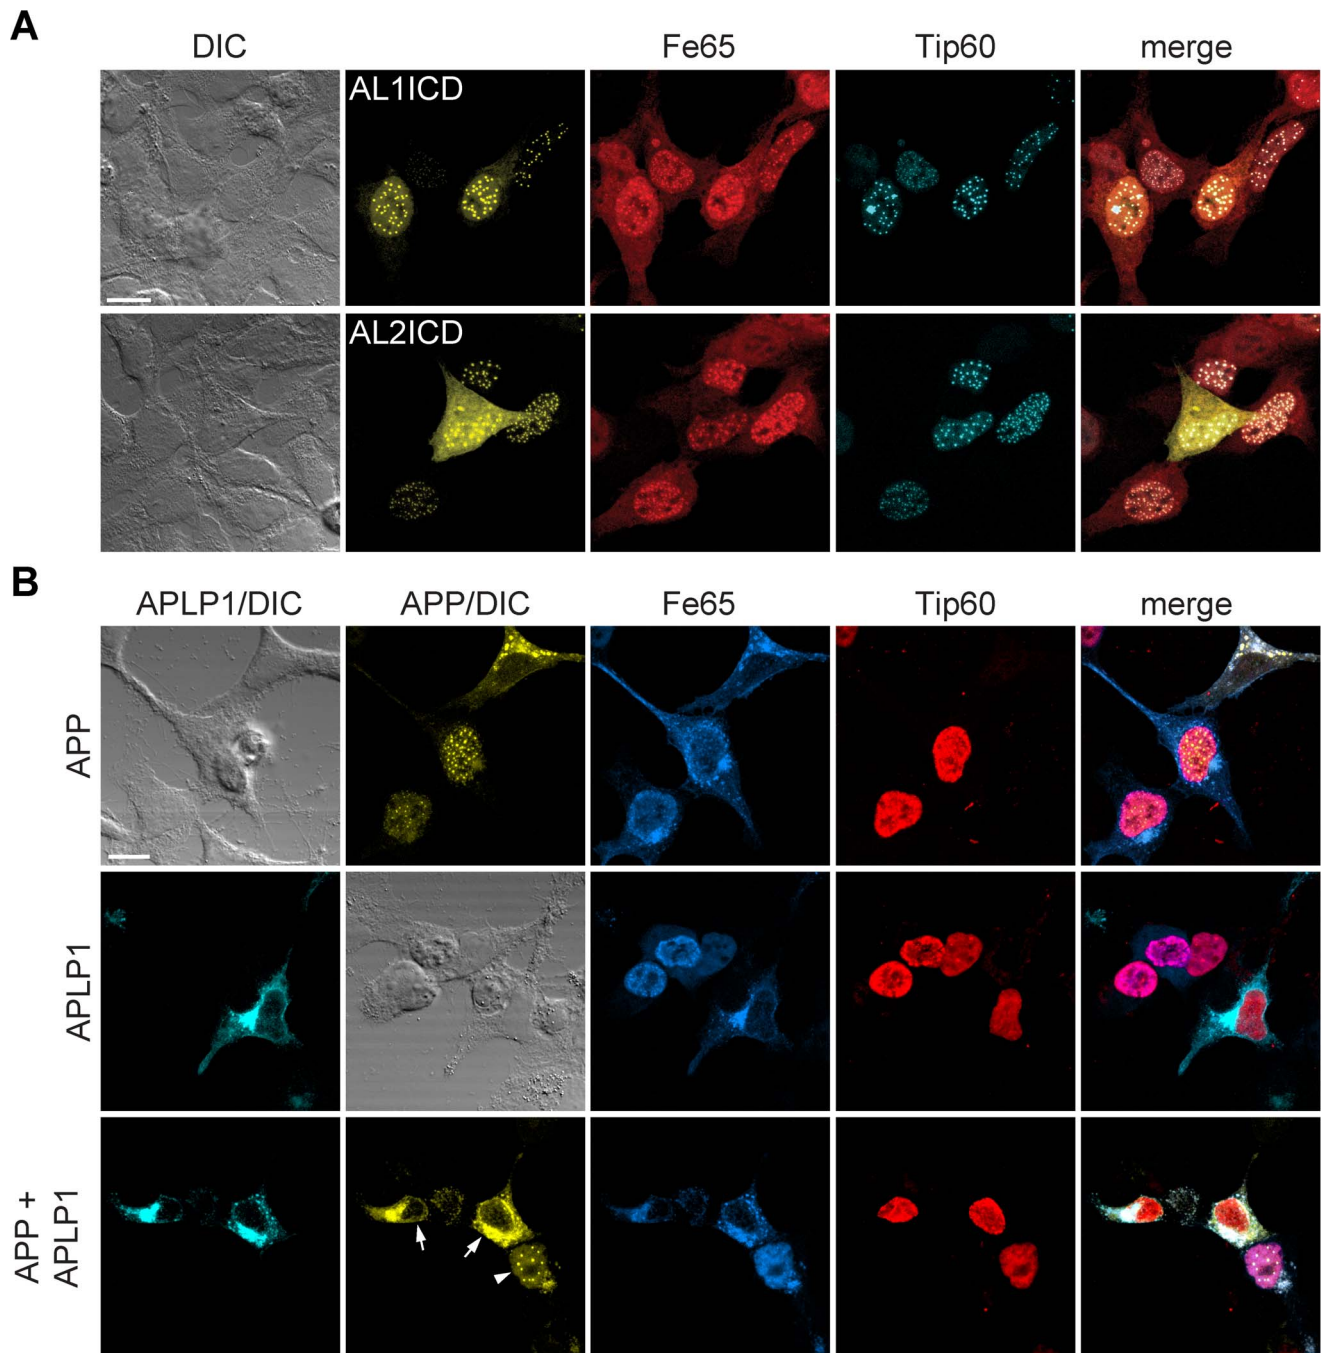 A
DIC Fe65 Tip60 merge
AL1ICD
AL2ICD
B
APLP1/DIC APP/DIC Fe65 Tip60 merge
APP
APLP1
APP +
APLP1